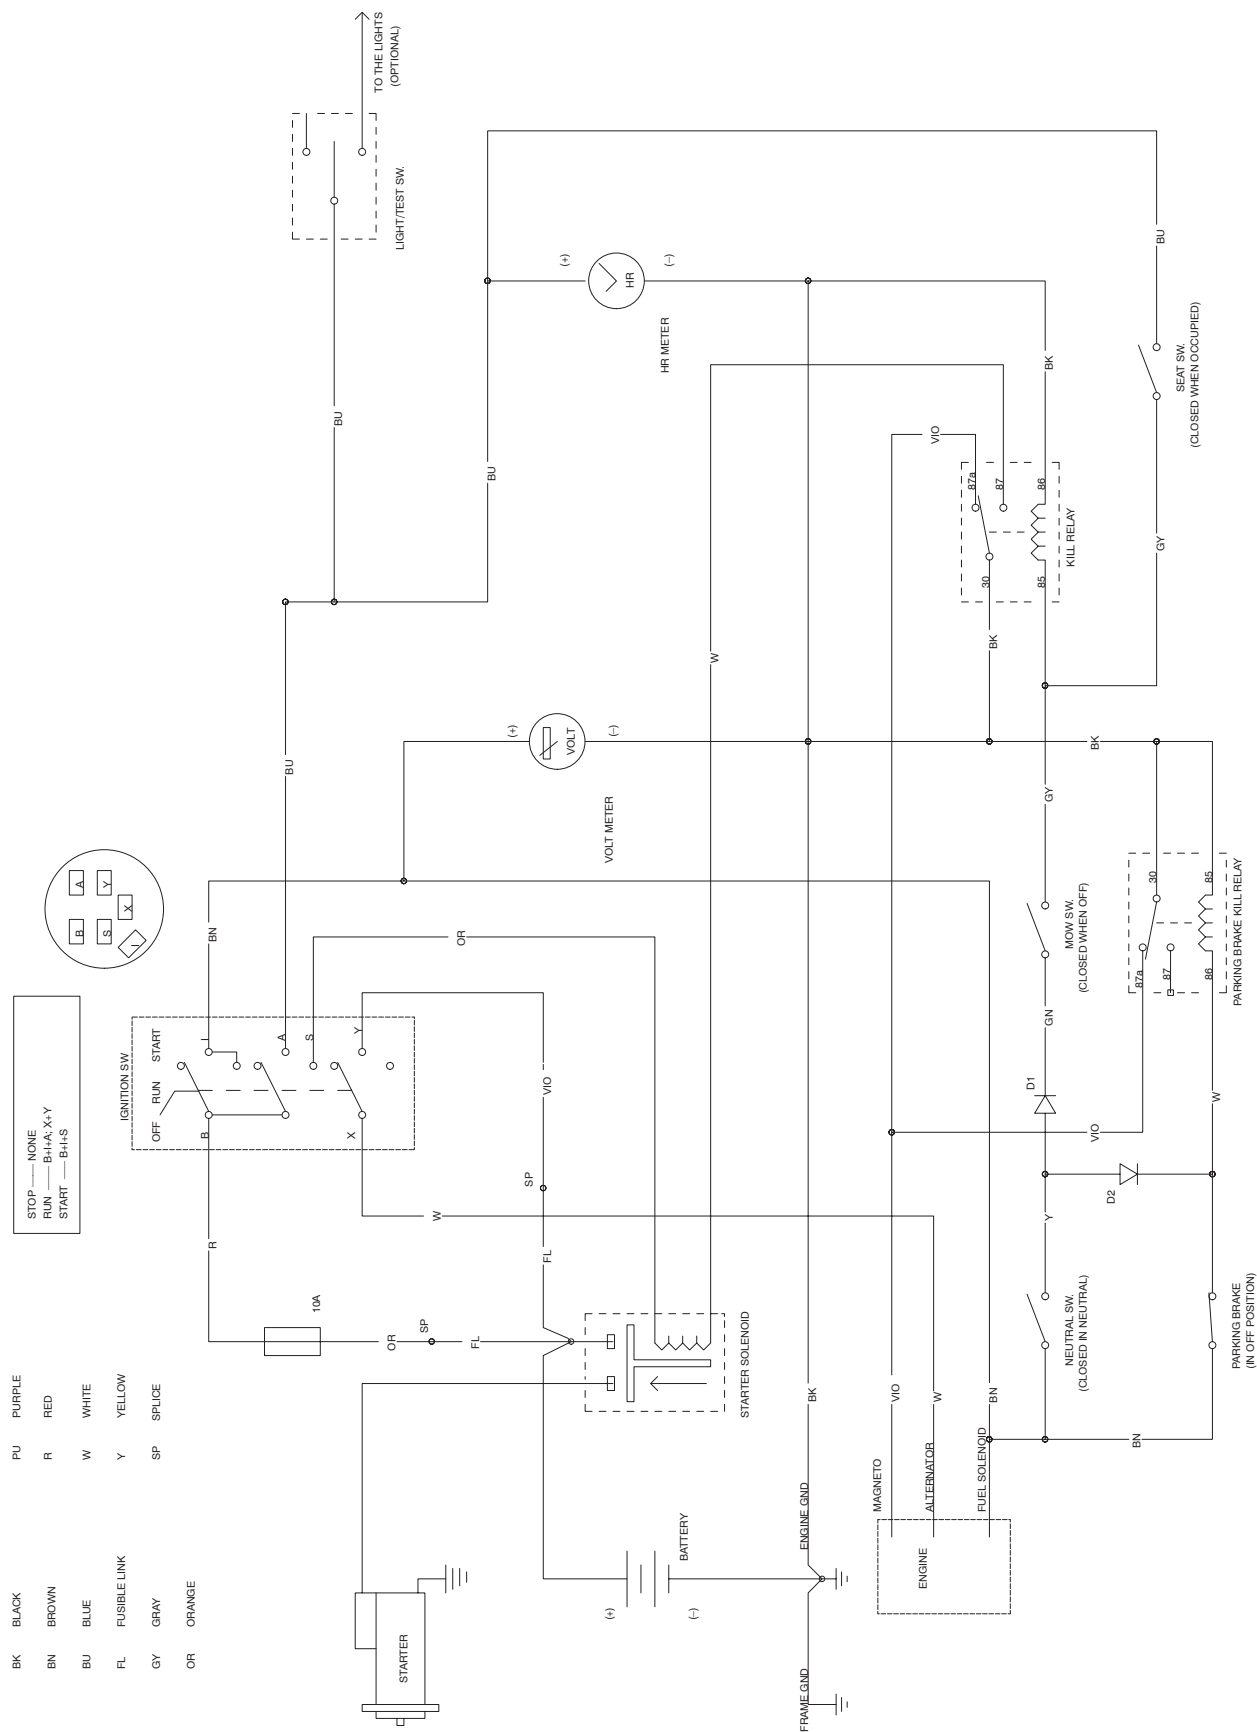 BK BLACK
BN BROWN
BU BLUE
FL FUSIBLE LINK
GY GRAY
OR ORANGE
PU PURPLE
R RED
W WHITE
Y YELLOW
SP SPLICE
STOP —— NONE
RUN —— B+I+A; X+Y
START —— B+I+S
B
A
S
Y
I
X
IGNITION SW
OFF
RUN
START
B
X
I
A
S
Y
R
10A
OR
SP
FL
BN
BU
OR
VIO
SP
FL
W
BU
BU
LIGHT/TEST SW.
TO THE LIGHTS
(OPTIONAL)
STARTER
STARTER SOLENOID
(+)
(–)
BATTERY
FRAME GND
ENGINE GND
BK
VOLT METER
(+)
VOLT
(–)
W
HR METER
(+)
HR
(–)
ENGINE
MAGNETO
ALTERNATOR
FUEL SOLENOID
VIO
W
BN
VIO
BK
30
87a
87
85
86
KILL RELAY
BK
BU
SEAT SW.
(CLOSED WHEN OCCUPIED)
GY
GY
BK
MOW SW.
(CLOSED WHEN OFF)
GN
D1
VIO
D2
Y
NEUTRAL SW.
(CLOSED IN NEUTRAL)
BN
PARKING BRAKE
(IN OFF POSITION)
W
87a
87
86
30
85
PARKING BRAKE KILL RELAY